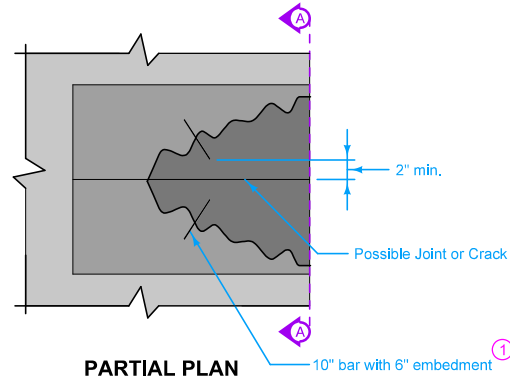 A
2" min.
Possible Joint or Crack
A
10" bar with 6" embedment 1
PARTIAL PLAN